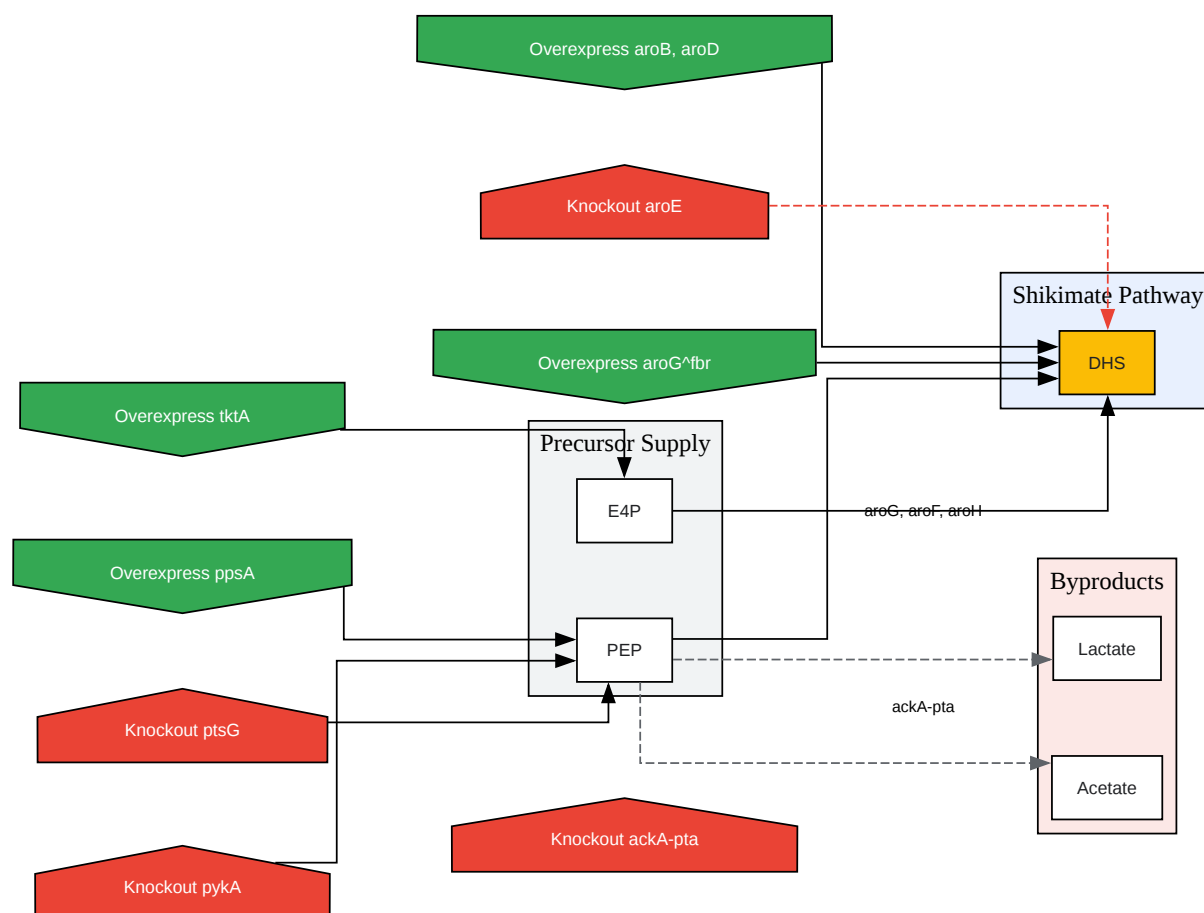 Overexpress aroB, aroD
Knockout aroE
Shikimate Pathway
DHS
Overexpress aroG^fbr
Overexpress tktA
Precursor Supply
E4P
aroG, aroF, aroH
Overexpress ppsA
PEP
Byproducts
Lactate
ackA-pta
Knockout ptsG
Acetate
Knockout ackA-pta
Knockout pykA